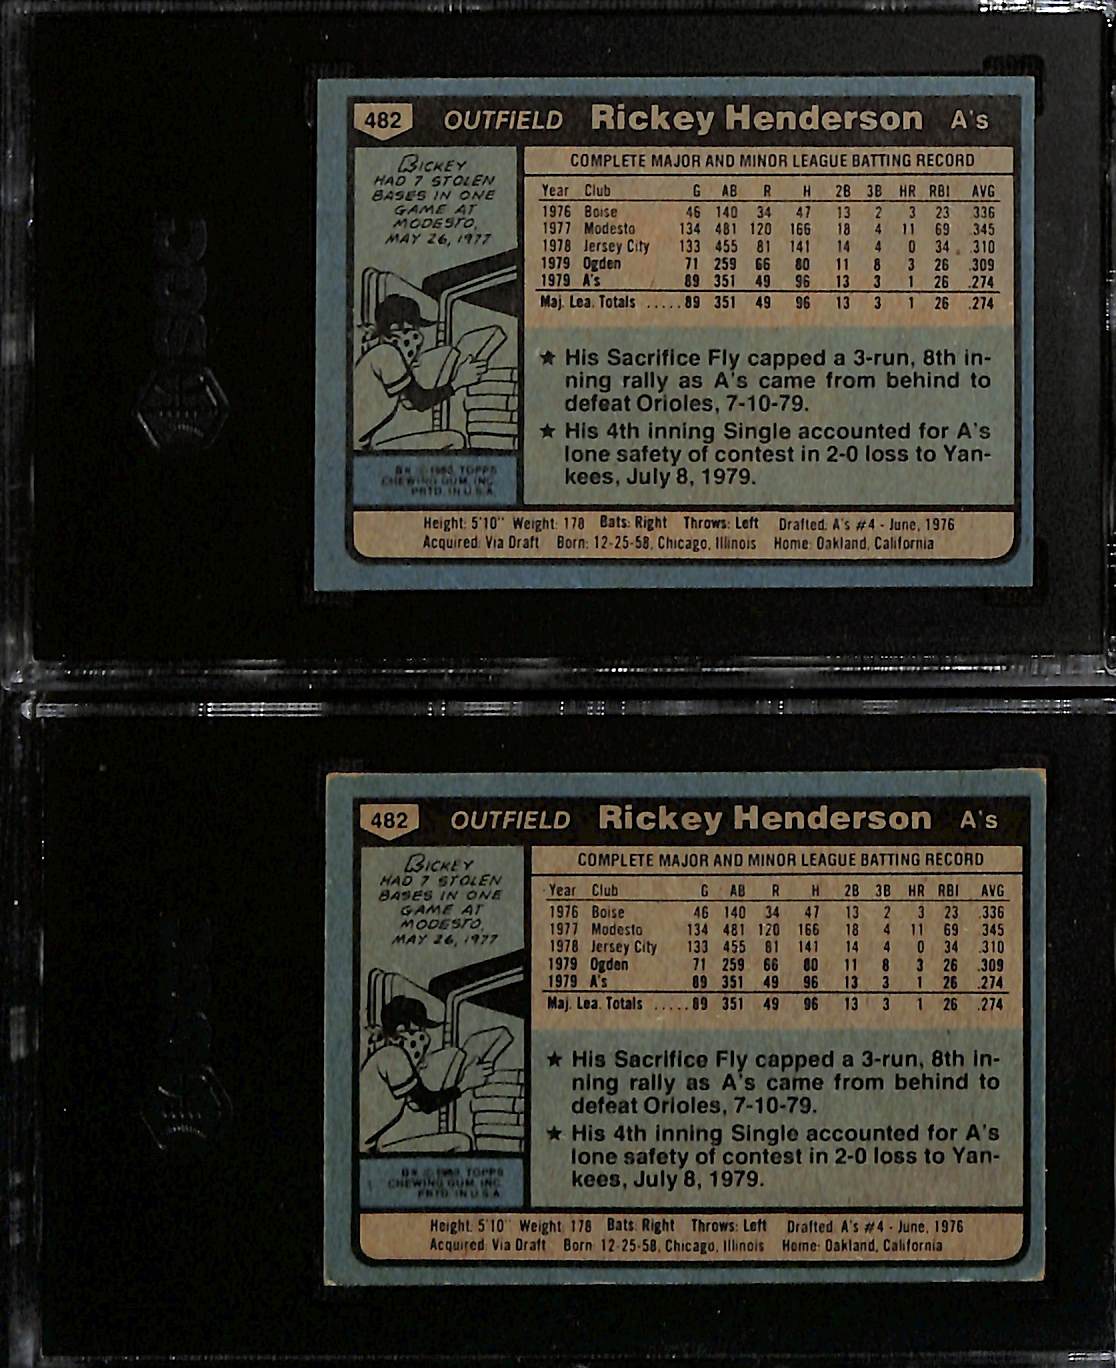 SGC
482 OUTFIELD Rickey Henderson A's
RICKEY
HAD 7 STOLEN
BASES IN ONE
GAME AT
MODESTO,
MAY 26, 1977
COMPLETE MAJOR AND MINOR LEAGUE BATTING RECORD
Year Club G AB R H 2B 3B HR RBI AVG
1976 Boise 46 140 34 47 13 2 3 23 .336
1977 Modesto 134 481 120 166 18 4 11 69 .345
1978 Jersey City 133 455 81 141 14 4 0 34 .310
1979 Ogden 71 259 66 80 11 8 3 26 .309
1979 A's 89 351 49 96 13 3 1 26 .274
Maj. Lea. Totals .....89 351 49 96 13 3 1 26 .274
★ His Sacrifice Fly capped a 3-run, 8th in-
ning rally as A's came from behind to
defeat Orioles, 7-10-79.
★ His 4th inning Single accounted for A's
lone safety of contest in 2-0 loss to Yan-
kees, July 8, 1979.
© 1980 TOPPS
CHEWING GUM, INC.
PRTD. IN U.S.A.
Height: 5'10" Weight: 178 Bats: Right Throws: Left Drafted: A's #4 - June, 1976
Acquired: Via Draft Born: 12-25-58, Chicago, Illinois Home: Oakland, California
482 OUTFIELD Rickey Henderson A's
RICKEY
HAD 7 STOLEN
BASES IN ONE
GAME AT
MODESTO,
MAY 26, 1977
COMPLETE MAJOR AND MINOR LEAGUE BATTING RECORD
Year Club G AB R H 2B 3B HR RBI AVG
1976 Boise 46 140 34 47 13 2 3 23 .336
1977 Modesto 134 481 120 166 18 4 11 69 .345
1978 Jersey City 133 455 81 141 14 4 0 34 .310
1979 Ogden 71 259 66 80 11 8 3 26 .309
1979 A's 89 351 49 96 13 3 1 26 .274
Maj. Lea. Totals .....89 351 49 96 13 3 1 26 .274
★ His Sacrifice Fly capped a 3-run, 8th in-
ning rally as A's came from behind to
defeat Orioles, 7-10-79.
★ His 4th inning Single accounted for A's
lone safety of contest in 2-0 loss to Yan-
kees, July 8, 1979.
© 1980 TOPPS
CHEWING GUM, INC.
PRTD. IN U.S.A.
Height: 5'10" Weight: 178 Bats: Right Throws: Left Drafted: A's #4 - June, 1976
Acquired: Via Draft Born: 12-25-58, Chicago, Illinois Home: Oakland, California